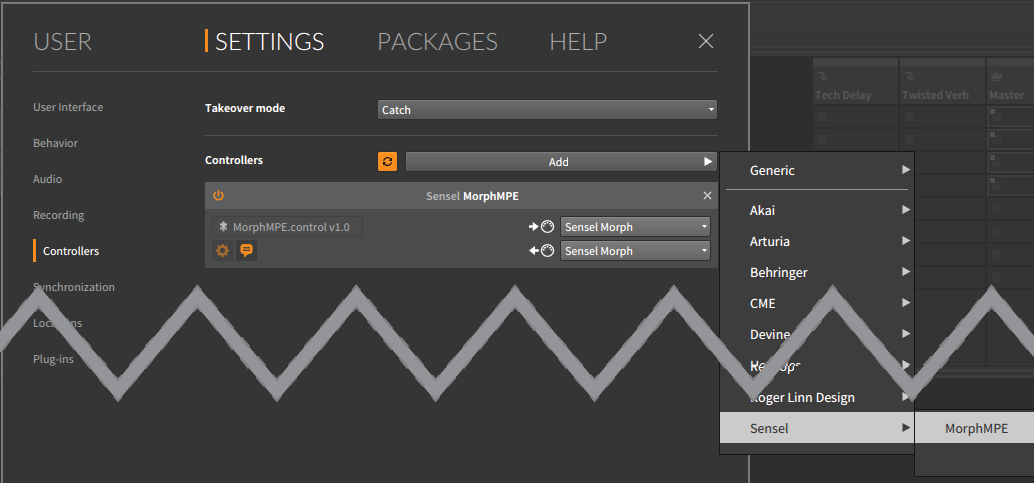 USER
SETTINGS
PACKAGES
HELP
User Interface
Behavior
Audio
Recording
Controllers
Synchronization
Plug-ins
Takeover mode
Catch
Controllers
Add
Sensel MorphMPE
MorphMPE.control v1.0
Sensel Morph
Sensel Morph
Generic
Akai
Arturia
Behringer
CME
Devine
Roger Linn Design
Sensel
MorphMPE
Tech Delay
Twisted Verb
Master